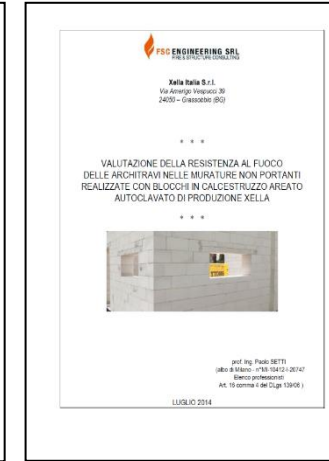 FSC ENGINEERING SRL
FIRE & STRUCTURE CONSULTING
Xella Italia S.r.l.
Via Amerigo Vespucci 39
24050 – Grassobbio (BG)
* * *
VALUTAZIONE DELLA RESISTENZA AL FUOCO
DELLE ARCHITRAVI NELLE MURATURE NON PORTANTI
REALIZZATE CON BLOCCHI IN CALCESTRUZZO AREATO
AUTOCLAVATO DI PRODUZIONE XELLA
* * *
prof. Ing. Paolo SETTI
(albo di Milano - n°MI-10412-I-20747
Elenco professionisti
Art. 16 comma 4 del DLgs 139/06 )
LUGLIO 2014